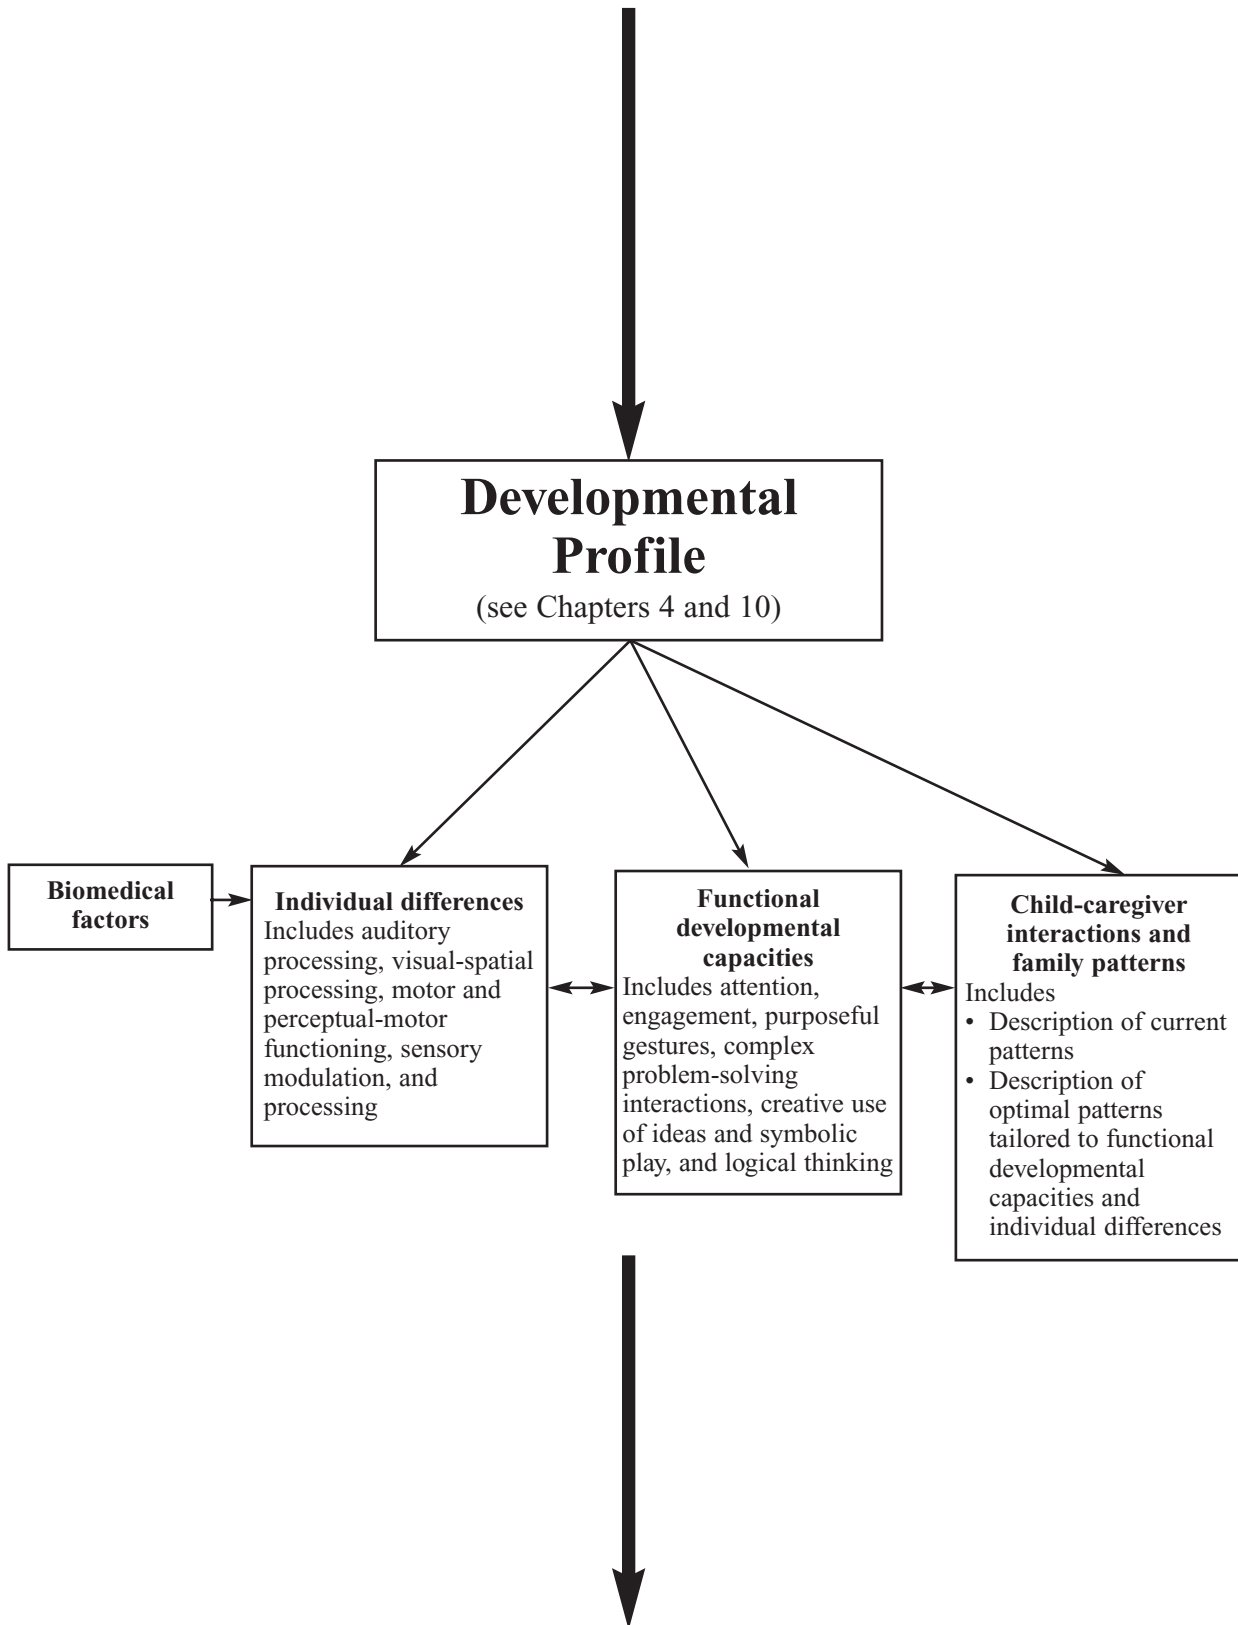 Developmental
Profile
(see Chapters 4 and 10)
Biomedical
factors
Individual differences
Includes auditory
processing, visual-spatial
processing, motor and
perceptual-motor
functioning, sensory
modulation, and
processing
Functional
developmental
capacities
Includes attention,
engagement, purposeful
gestures, complex
problem-solving
interactions, creative use
of ideas and symbolic
play, and logical thinking
Child-caregiver
interactions and
family patterns
Includes
• Description of current
patterns
• Description of
optimal patterns
tailored to functional
developmental
capacities and
individual differences